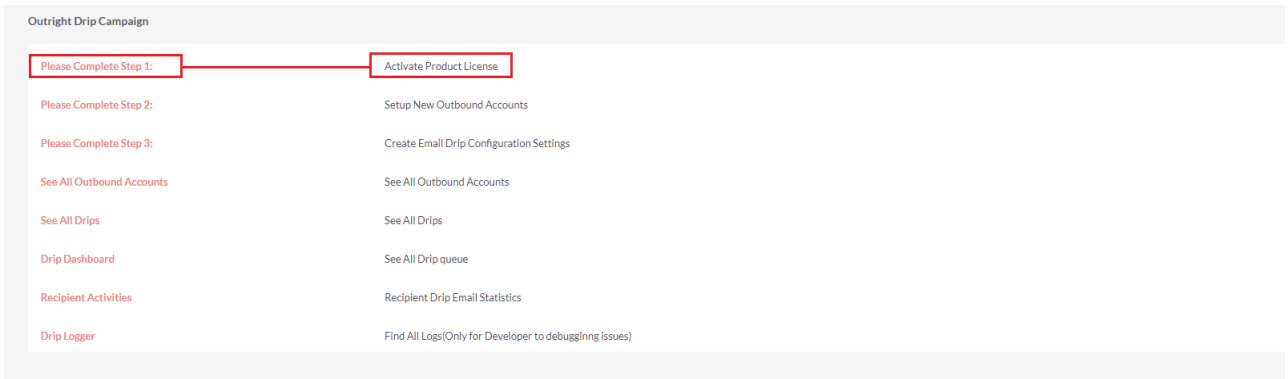 Outright Drip Campaign
Please Complete Step 1: Activate Product License
Please Complete Step 2: Setup New Outbound Accounts
Please Complete Step 3: Create Email Drip Configuration Settings
See All Outbound Accounts See All Outbound Accounts
See All Drips See All Drips
Drip Dashboard See All Drip queue
Recipient Activities Recipient Drip Email Statistics
Drip Logger Find All Logs(Only for Developer to debugginng issues)